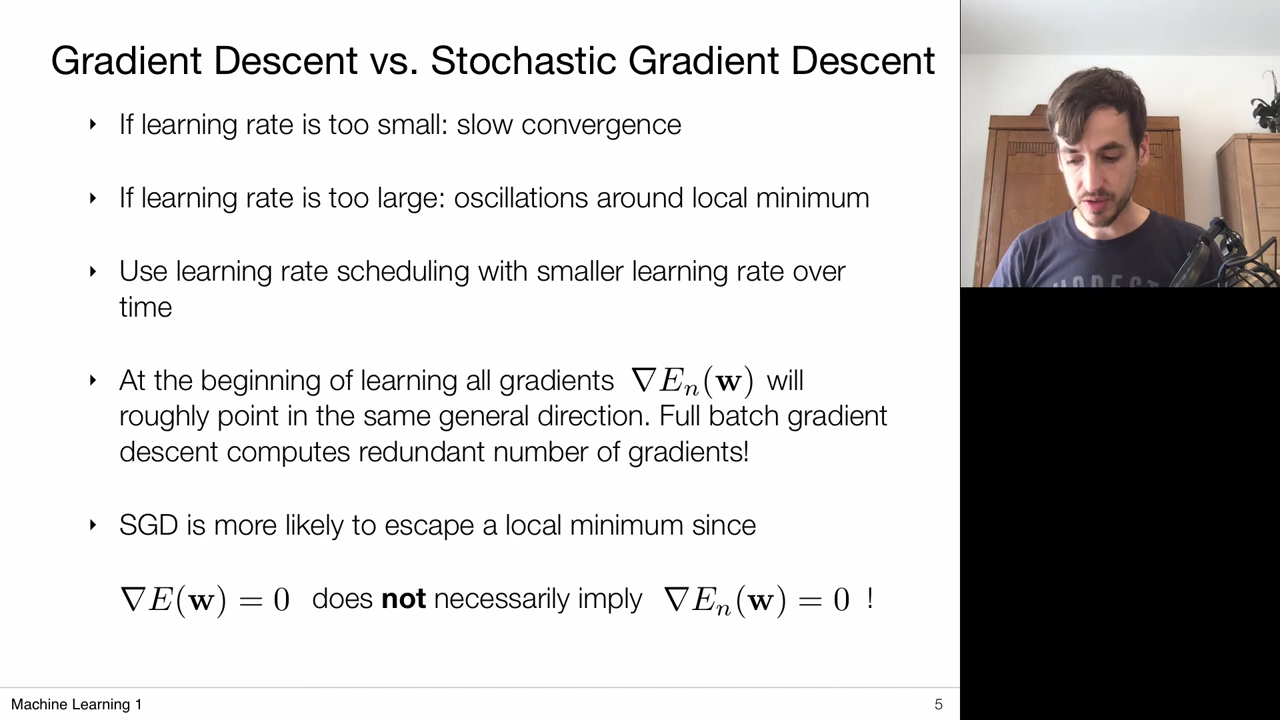 Gradient Descent vs. Stochastic Gradient Descent
‣ If learning rate is too small: slow convergence
‣ If learning rate is too large: oscillations around local minimum
‣ Use learning rate scheduling with smaller learning rate over
time
‣ At the beginning of learning all gradients ∇Eₙ(w) will
roughly point in the same general direction. Full batch gradient
descent computes redundant number of gradients!
‣ SGD is more likely to escape a local minimum since
∇E(w) = 0 does not necessarily imply ∇Eₙ(w) = 0 !
Machine Learning 1
5